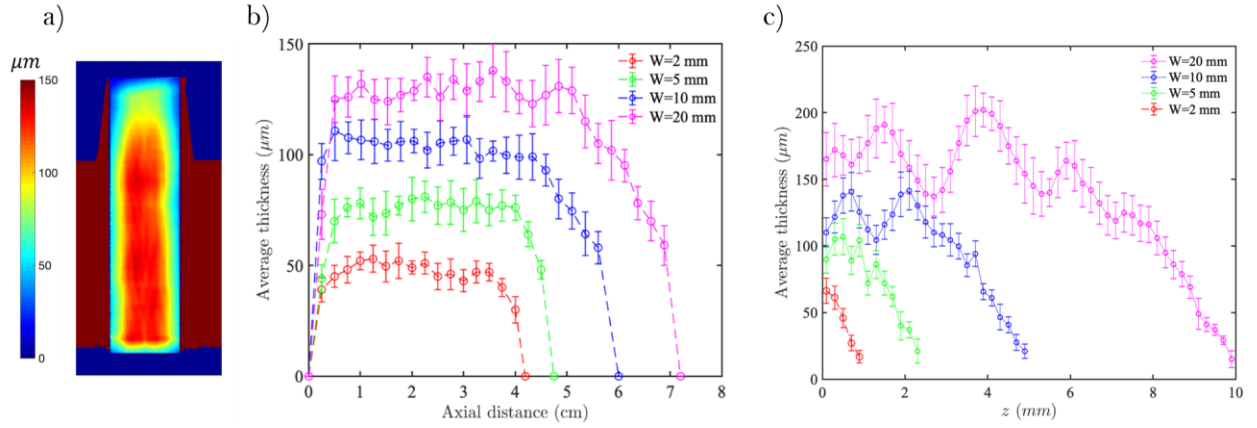 a)
μm
150
100
50
0
b)
Average thickness (μm)
150
100
50
0
0 1 2 3 4 5 6 7 8
Axial distance (cm)
W=2 mm
W=5 mm
W=10 mm
W=20 mm
c)
Average thickness (μm)
250
200
150
100
50
0
0 2 4 6 8 10
z (mm)
W=20 mm
W=10 mm
W=5 mm
W=2 mm